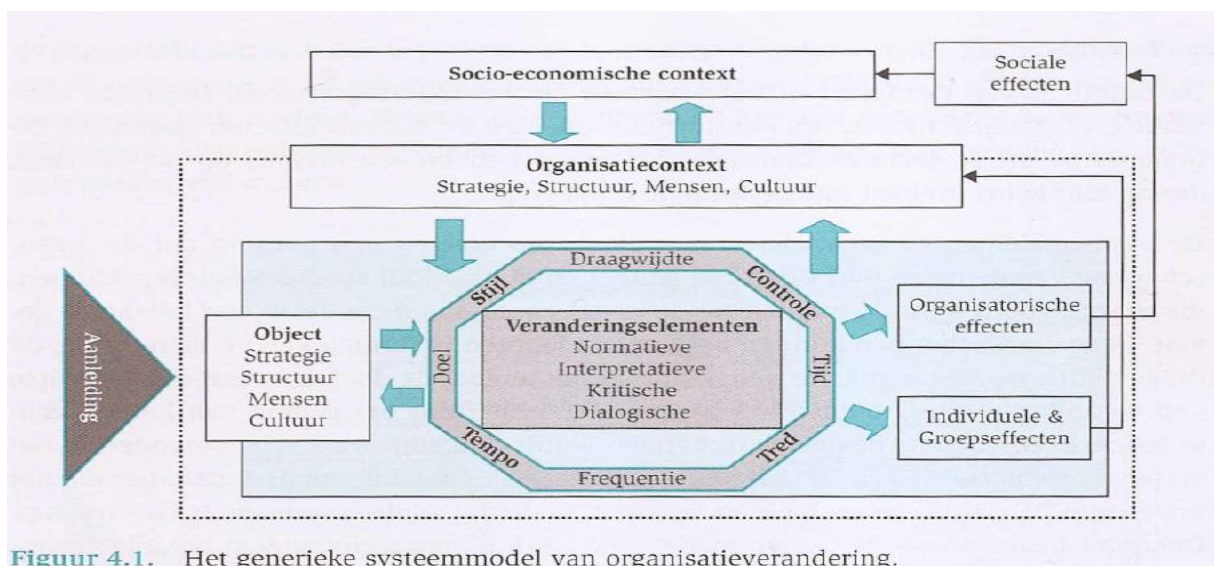 Socio-economische context
Sociale
effecten
Organisatiecontext
Strategie, Structuur, Mensen, Cultuur
Aanleiding
Object
Strategie
Structuur
Mensen
Cultuur
Draagwijdte
Stijl
Controle
Doel
Tijd
Veranderingselementen
Normatieve
Interpretatieve
Kritische
Dialogische
Tempo
Tred
Frequentie
Organisatorische
effecten
Individuele &
Groepseffecten
Figuur 4.1. Het generieke systeemmodel van organisatieverandering.